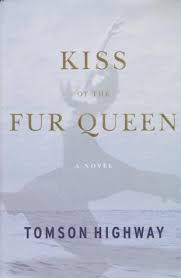 KISS
OF THE
FUR QUEEN
A NOVEL
TOMSON HIGHWAY